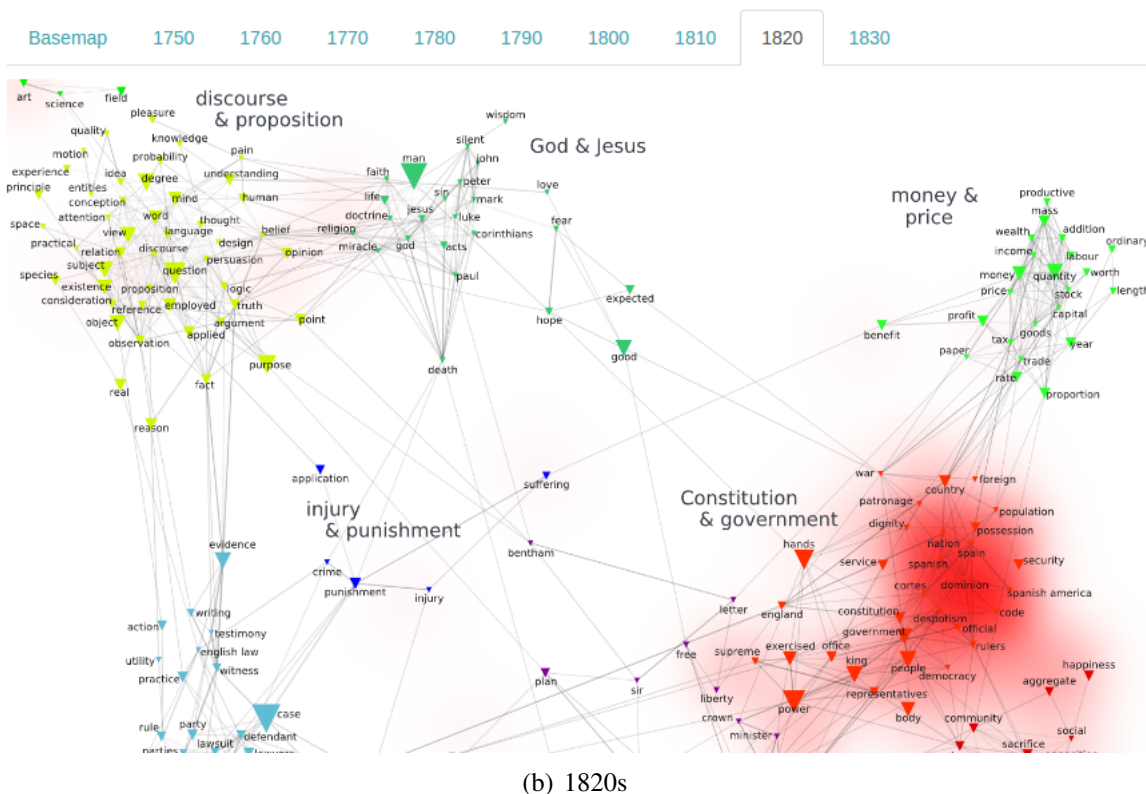 Basemap 1750 1760 1770 1780 1790 1800 1810 1820 1830
art
science
field
pleasure
quality
knowledge
motion
probability
pain
experience
idea
degree
understanding
principle
entities
mind
human
conception
attention
word
thought
space
view
language
belief
practical
discourse
design
relation
persuasion
opinion
subject
question
species
existence
proposition
logic
consideration
reference
employed
truth
object
argument
point
observation
applied
purpose
real
fact
reason
discourse
& proposition
wisdom
silent
man
john
faith
peter
life
sin
mark
love
doctrine
jesus
luke
fear
religion
corinthians
miracle
god
acts
paul
expected
hope
good
death
God & Jesus
money &
price
productive
mass
wealth
addition
income
labour
ordinary
money
quantity
worth
price
stock
length
profit
capital
benefit
goods
tax
year
paper
trade
rate
proportion
application
suffering
injury
& punishment
bentham
crime
punishment
injury
Constitution
& government
war
country
foreign
patronage
population
dignity
possession
hands
nation
service
spain
security
spanish
cortes
dominion
spanish america
letter
england
constitution
despotism
code
government
official
free
supreme
exercised
office
rulers
king
people
democracy
happiness
aggregate
plan
sir
liberty
power
representatives
body
crown
minister
community
social
sacrifice
evidence
writing
action
testimony
english law
utility
witness
practice
case
rule
party
defendant
parties
lawsuit
lawyers
(b) 1820s